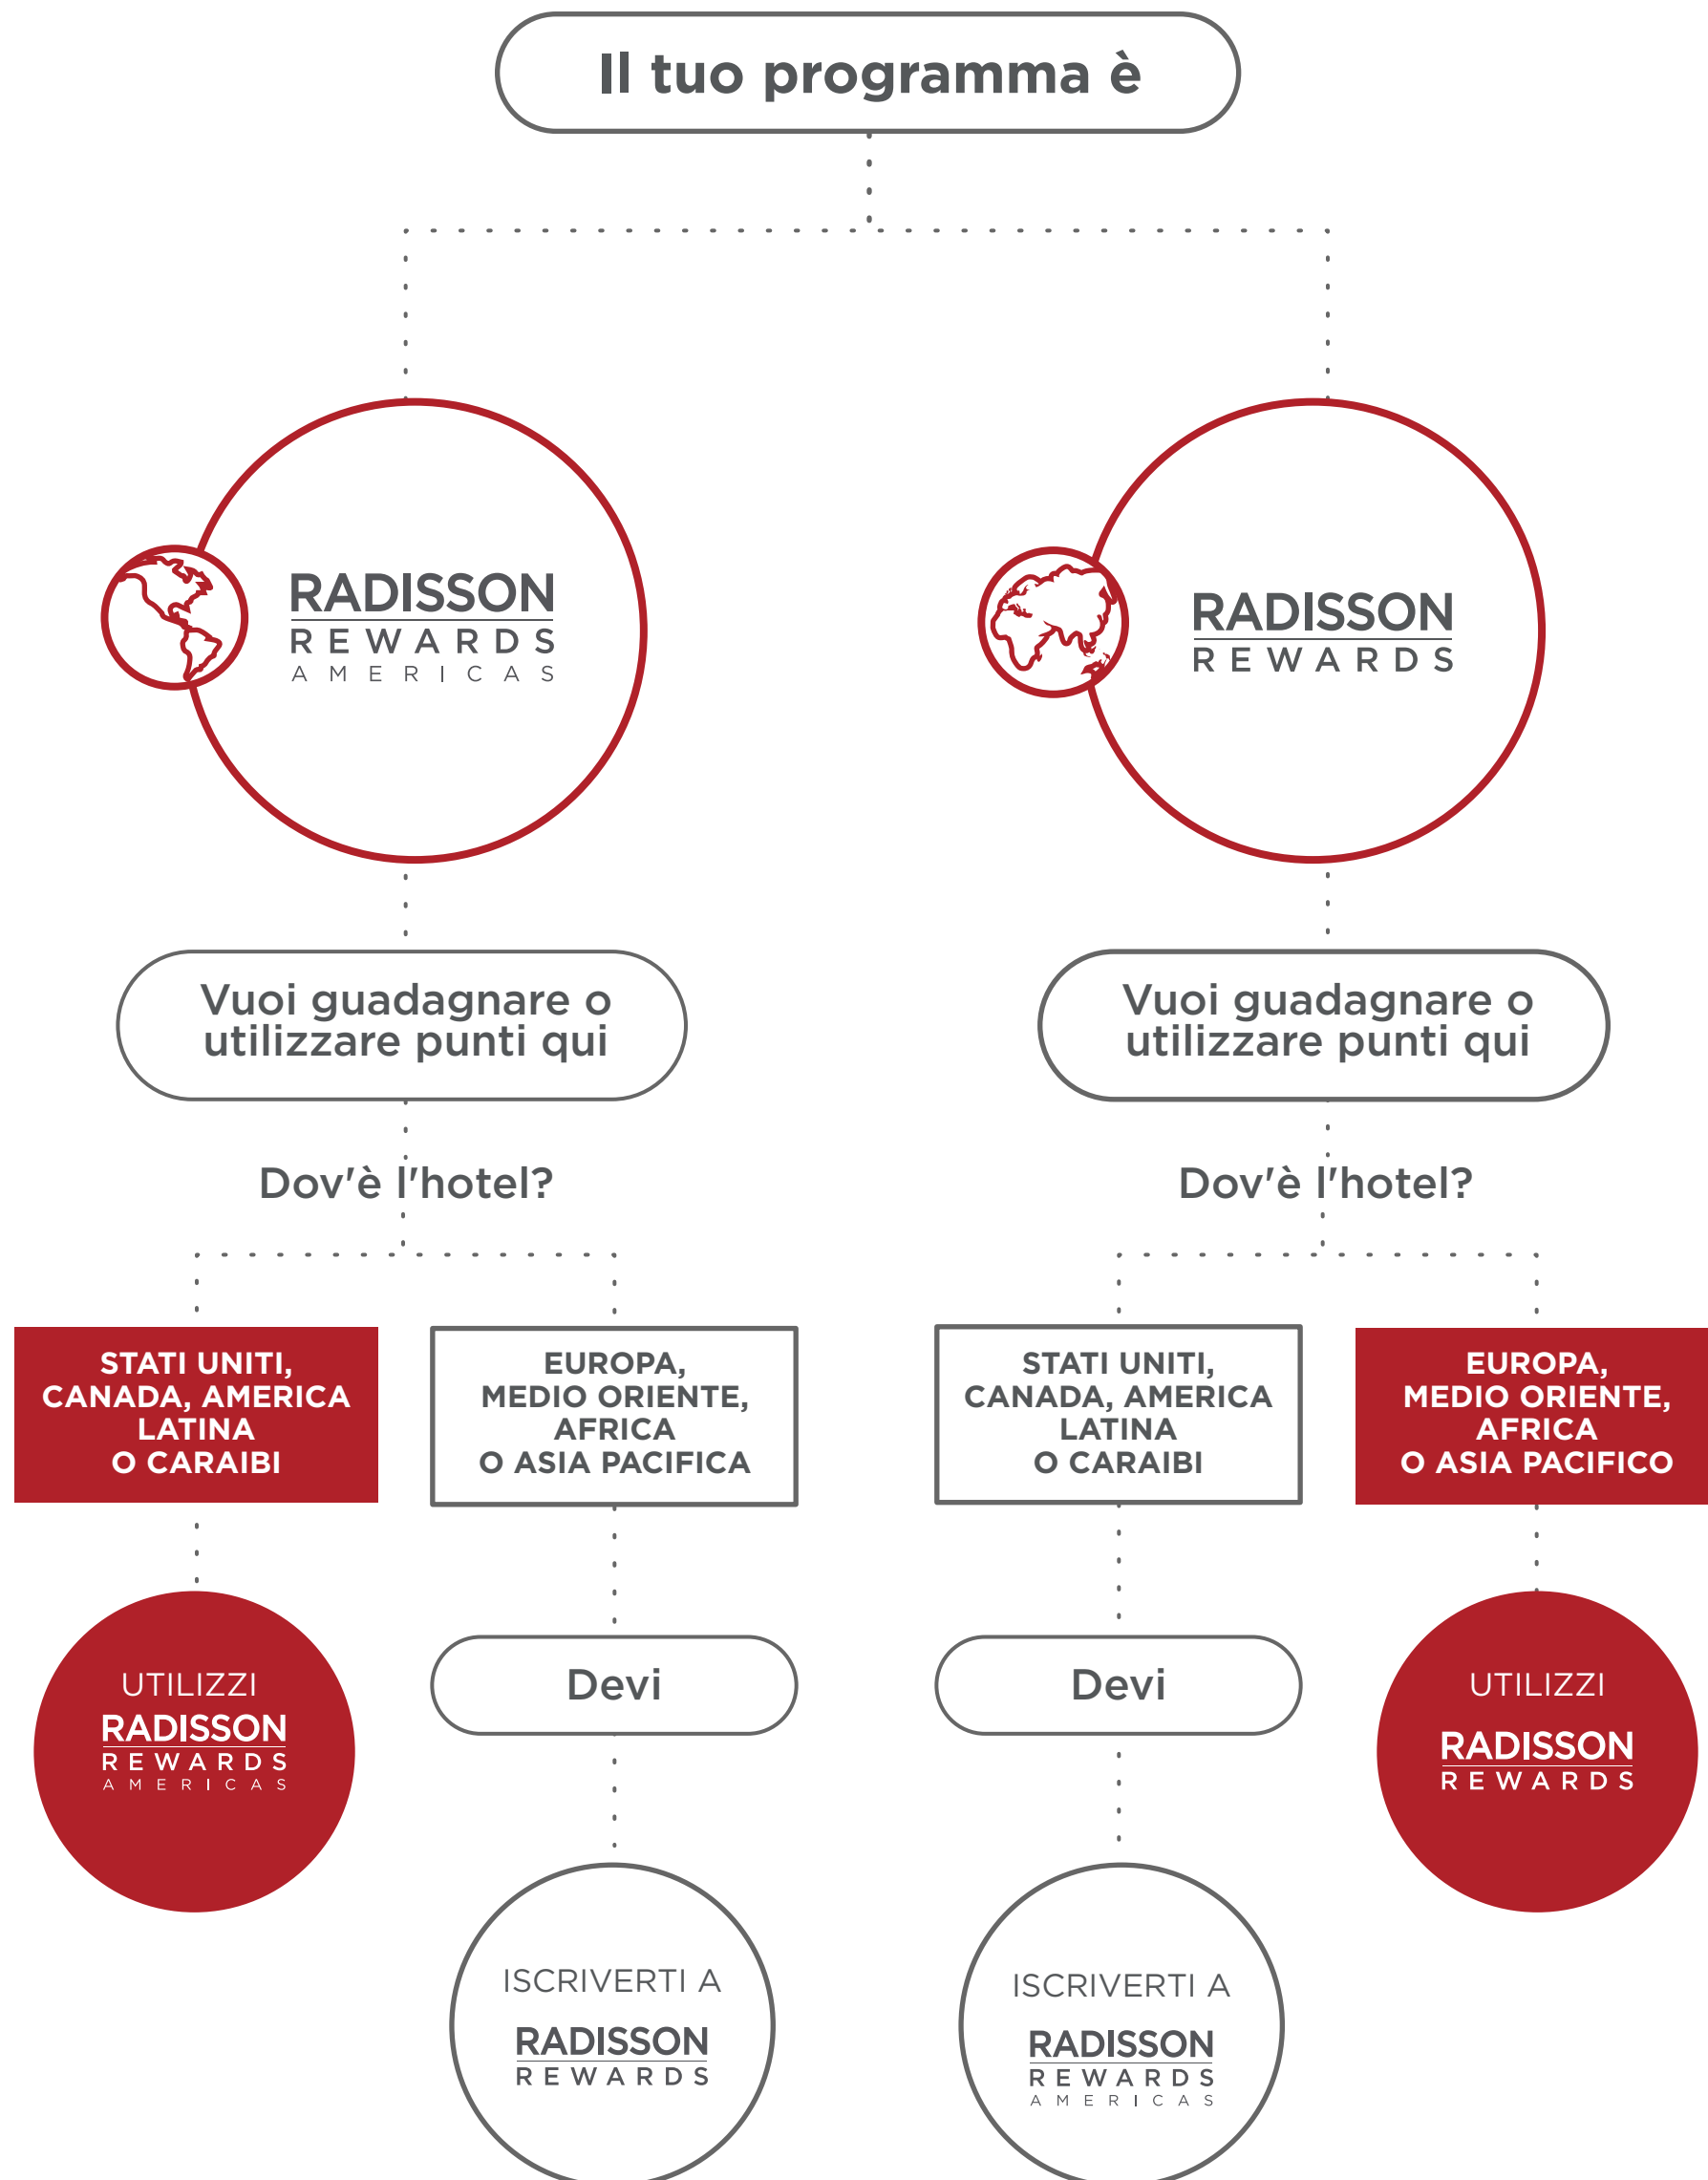 Il tuo programma è
RADISSON
REWARDS
AMERICAS
RADISSON
REWARDS
Vuoi guadagnare o
utilizzare punti qui
Vuoi guadagnare o
utilizzare punti qui
Dov'è l'hotel?
Dov'è l'hotel?
STATI UNITI,
CANADA, AMERICA
LATINA
O CARAIBI
EUROPA,
MEDIO ORIENTE,
AFRICA
O ASIA PACIFICA
STATI UNITI,
CANADA, AMERICA
LATINA
O CARAIBI
EUROPA,
MEDIO ORIENTE,
AFRICA
O ASIA PACIFICO
UTILIZZI
RADISSON
REWARDS
AMERICAS
Devi
Devi
UTILIZZI
RADISSON
REWARDS
ISCRIVERTI A
RADISSON
REWARDS
ISCRIVERTI A
RADISSON
REWARDS
AMERICAS